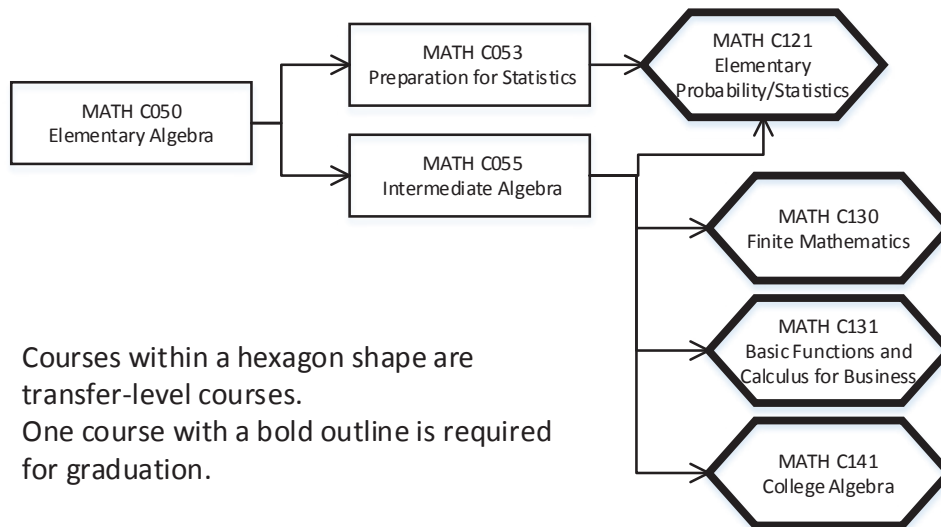 MATH C050
Elementary Algebra
MATH C053
Preparation for Statistics
MATH C055
Intermediate Algebra
MATH C121
Elementary
Probability/Statistics
MATH C130
Finite Mathematics
MATH C131
Basic Functions and
Calculus for Business
MATH C141
College Algebra
Courses within a hexagon shape are
transfer-level courses.
One course with a bold outline is required
for graduation.